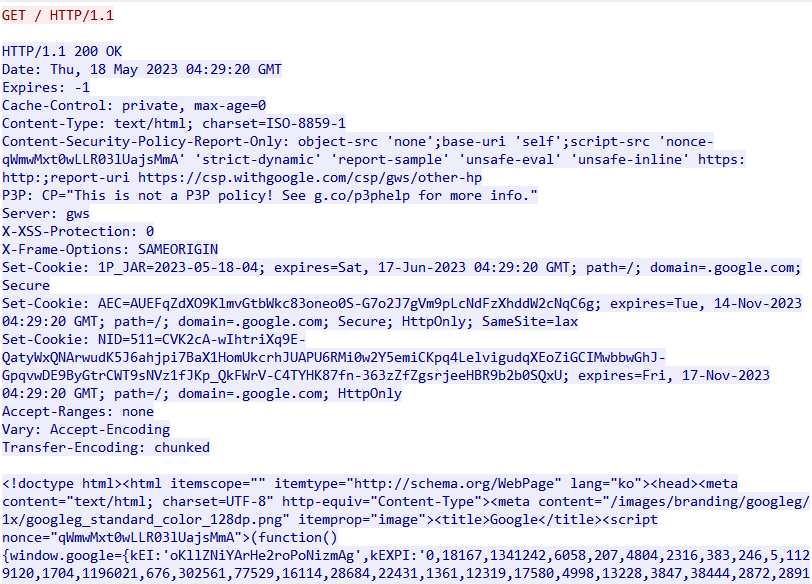 GET / HTTP/1.1
HTTP/1.1 200 OK
Date: Thu, 18 May 2023 04:29:20 GMT
Expires: -1
Cache-Control: private, max-age=0
Content-Type: text/html; charset=ISO-8859-1
Content-Security-Policy-Report-Only: object-src 'none';base-uri 'self';script-src 'nonce-
qWmwMxt0wLLR03lUajsMmA' 'strict-dynamic' 'report-sample' 'unsafe-eval' 'unsafe-inline' https:
http:;report-uri https://csp.withgoogle.com/csp/gws/other-hp
P3P: CP="This is not a P3P policy! See g.co/p3phelp for more info."
Server: gws
X-XSS-Protection: 0
X-Frame-Options: SAMEORIGIN
Set-Cookie: 1P_JAR=2023-05-18-04; expires=Sat, 17-Jun-2023 04:29:20 GMT; path=/; domain=.google.com;
Secure
Set-Cookie: AEC=AUEFqZdXO9KlmvGtbWkc83oneo0S-G7o2J7gVm9pLcNdFzXhddW2cNqC6g; expires=Tue, 14-Nov-2023
04:29:20 GMT; path=/; domain=.google.com; Secure; HttpOnly; SameSite=lax
Set-Cookie: NID=511=CVK2cA-wIhtriXq9E-
QatyWxQNArwudK5J6ahjpi7BaX1HomUkcrhJUAPU6RMi0w2Y5emiCKpq4LelvigudqXEoZiGCIMwbbwGhJ-
GpqvwDE9ByGtrCWT9sNVz1fJKp_QkFWrV-C4TYHK87fn-363zZfZgsrjeeHBR9b2b0SQxU; expires=Fri, 17-Nov-2023
04:29:20 GMT; path=/; domain=.google.com; HttpOnly
Accept-Ranges: none
Vary: Accept-Encoding
Transfer-Encoding: chunked
<!doctype html><html itemscope="" itemtype="http://schema.org/WebPage" lang="ko"><head><meta
content="text/html; charset=UTF-8" http-equiv="Content-Type"><meta content="/images/branding/googleg/
1x/googleg_standard_color_128dp.png" itemprop="image"><title>Google</title><script
nonce="qWmwMxt0wLLR03lUajsMmA">(function()
{window.google={kEI:'oKllZNiYArHe2roPoNizmAg',kEXPI:'0,18167,1341242,6058,207,4804,2316,383,246,5,112
9120,1704,1196021,676,302561,77529,16114,28684,22431,1361,12319,17580,4998,13228,3847,38444,2872,2891